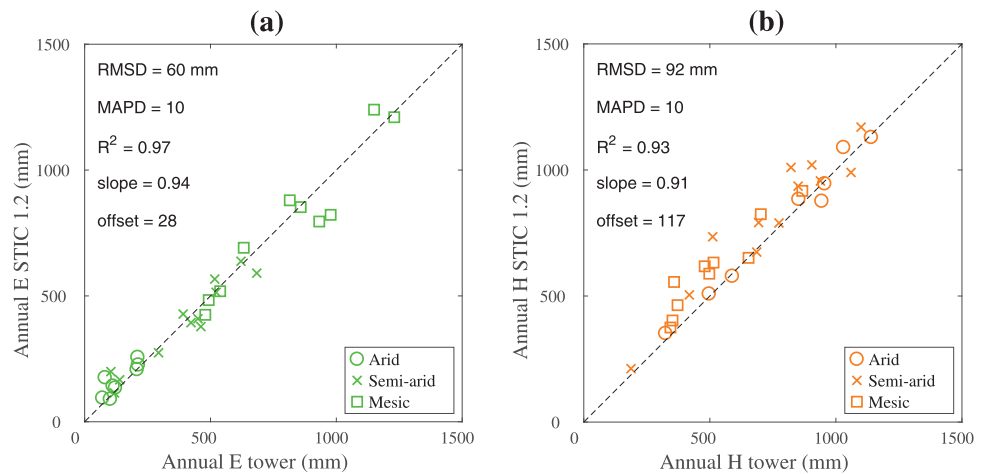 (a)
1500
1000
500
0
Annual E STIC 1.2 (mm)
RMSD = 60 mm
MAPD = 10
R² = 0.97
slope = 0.94
offset = 28
Arid
Semi-arid
Mesic
0 500 1000 1500
Annual E tower (mm)
(b)
1500
1000
500
0
Annual H STIC 1.2 (mm)
RMSD = 92 mm
MAPD = 10
R² = 0.93
slope = 0.91
offset = 117
Arid
Semi-arid
Mesic
0 500 1000 1500
Annual H tower (mm)